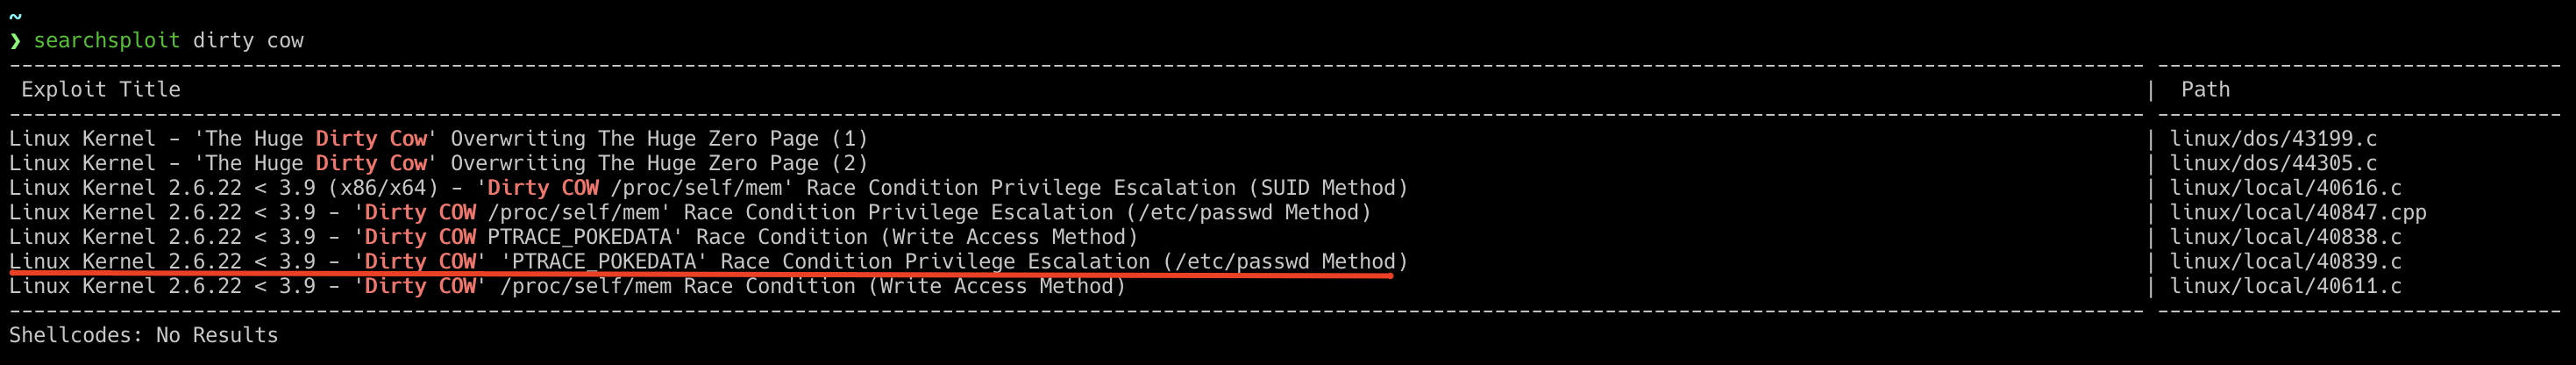 ~
❯ searchsploit dirty cow
---------------------------------------------------------------------------------- ---------------------------------
Exploit Title | Path
---------------------------------------------------------------------------------- ---------------------------------
Linux Kernel - 'The Huge Dirty Cow' Overwriting The Huge Zero Page (1) | linux/dos/43199.c
Linux Kernel - 'The Huge Dirty Cow' Overwriting The Huge Zero Page (2) | linux/dos/44305.c
Linux Kernel 2.6.22 < 3.9 (x86/x64) - 'Dirty COW /proc/self/mem' Race Condition Privilege Escalation (SUID Method) | linux/local/40616.c
Linux Kernel 2.6.22 < 3.9 - 'Dirty COW /proc/self/mem' Race Condition Privilege Escalation (/etc/passwd Method) | linux/local/40847.cpp
Linux Kernel 2.6.22 < 3.9 - 'Dirty COW PTRACE_POKEDATA' Race Condition (Write Access Method) | linux/local/40838.c
Linux Kernel 2.6.22 < 3.9 - 'Dirty COW' 'PTRACE_POKEDATA' Race Condition Privilege Escalation (/etc/passwd Method) | linux/local/40839.c
Linux Kernel 2.6.22 < 3.9 - 'Dirty COW' /proc/self/mem Race Condition (Write Access Method) | linux/local/40611.c
---------------------------------------------------------------------------------- ---------------------------------
Shellcodes: No Results